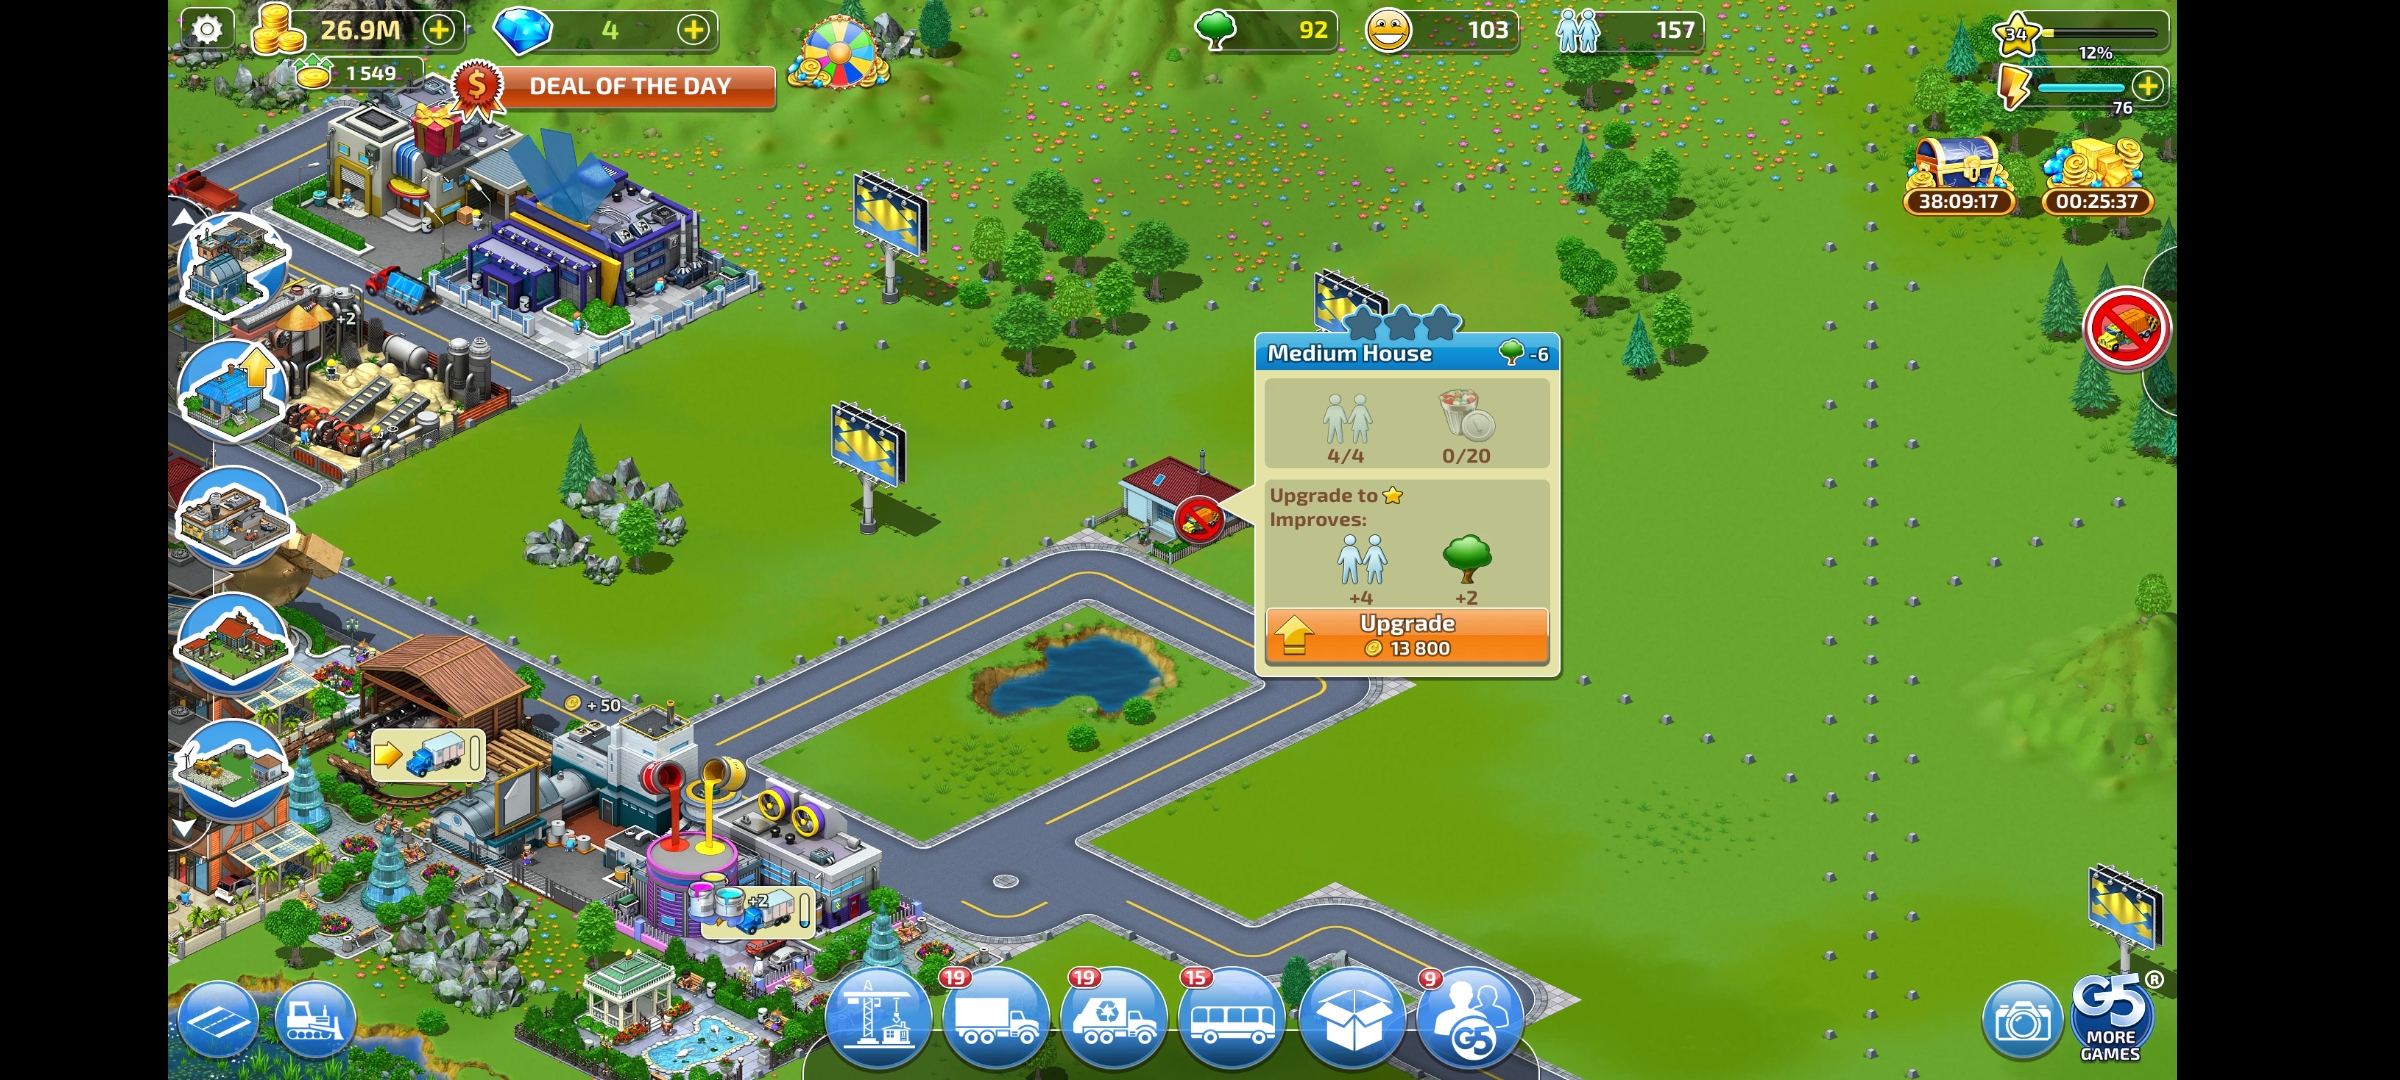 26.9M
4
92
103
157
34
12%
1 549
DEAL OF THE DAY
76
38:09:17
00:25:37
+2
Medium House
-6
4/4
0/20
Upgrade to
Improves:
+4
+2
Upgrade
13 800
+ 50
+2
19
19
15
9
G5
G5
®
MORE
GAMES